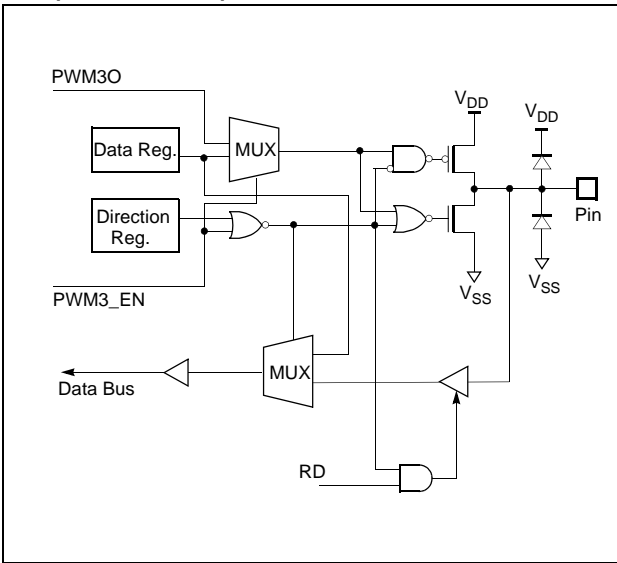 PWM3O
V_DD
V_DD
Data Reg.
MUX
Direction
Reg.
Pin
PWM3_EN
V_SS
V_SS
MUX
Data Bus
RD